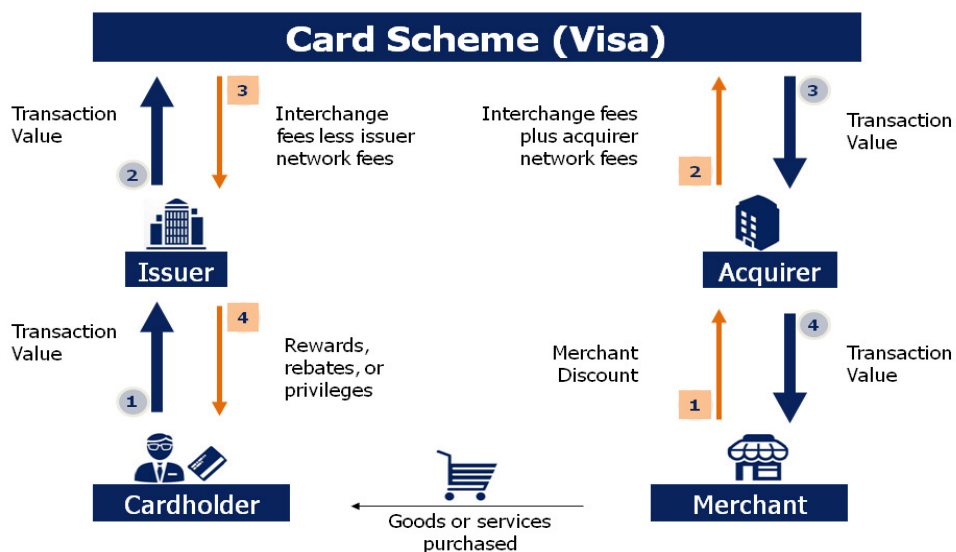 Card Scheme (Visa)
Transaction
Value
2
3
Interchange
fees less issuer
network fees
Interchange fees
plus acquirer
network fees
2
3
Transaction
Value
Issuer
Acquirer
Transaction
Value
1
4
Rewards,
rebates, or
privileges
Merchant
Discount
1
4
Transaction
Value
Cardholder
Merchant
Goods or services
purchased